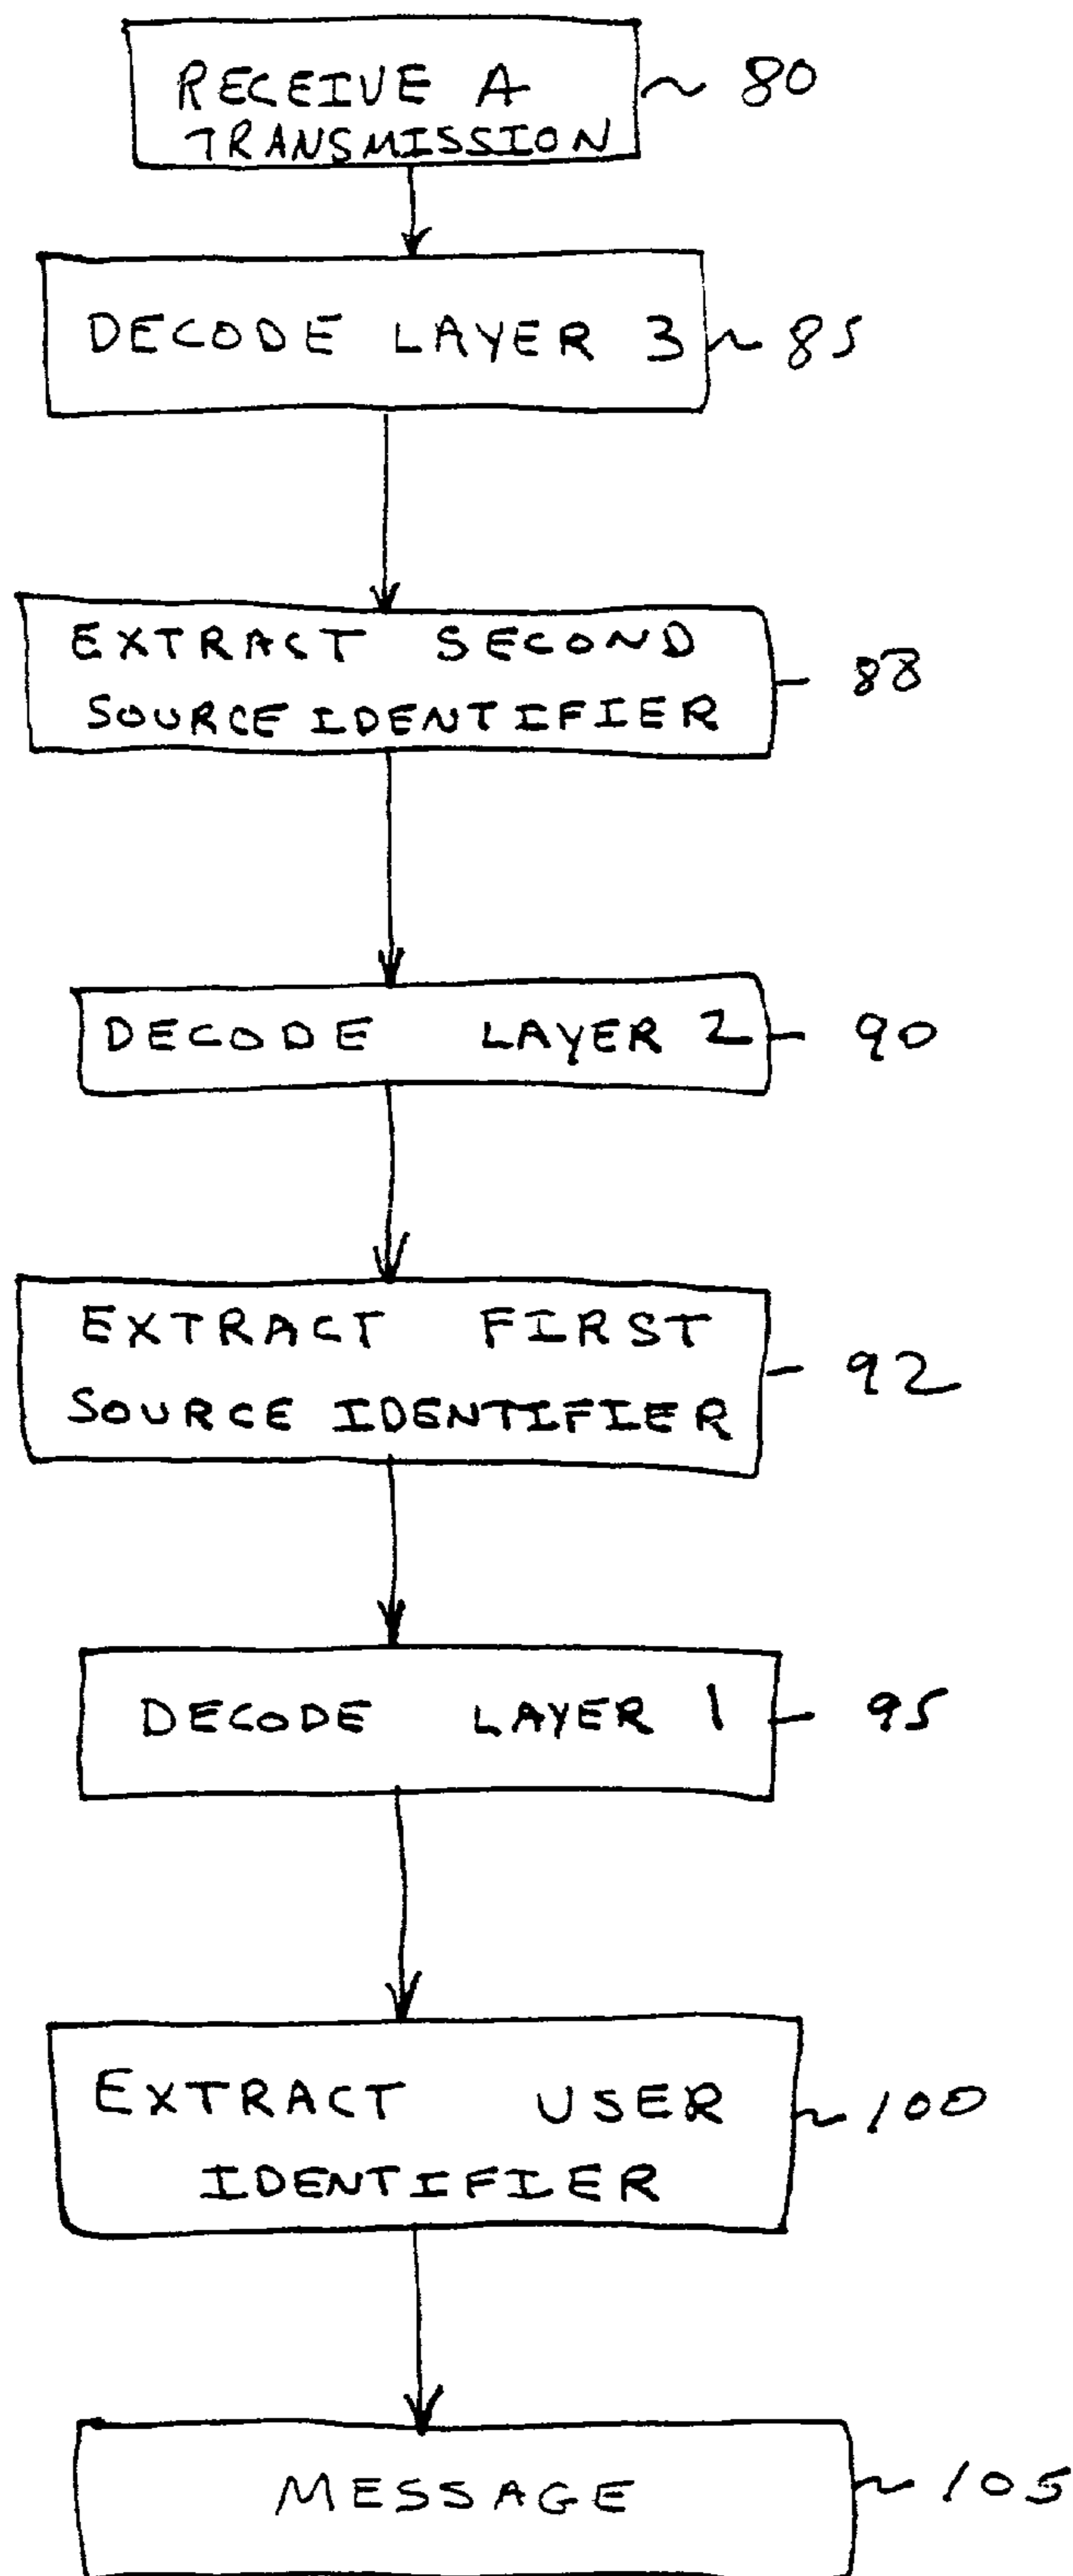 RECEIVE A ~ 80
TRANSMISSION
DECODE LAYER 3 ~ 85
EXTRACT SECOND
SOURCE IDENTIFIER - 88
DECODE LAYER 2 - 90
EXTRACT FIRST
SOURCE IDENTIFIER - 92
DECODE LAYER 1 - 95
EXTRACT USER ~ 100
IDENTIFIER
MESSAGE ~ 105